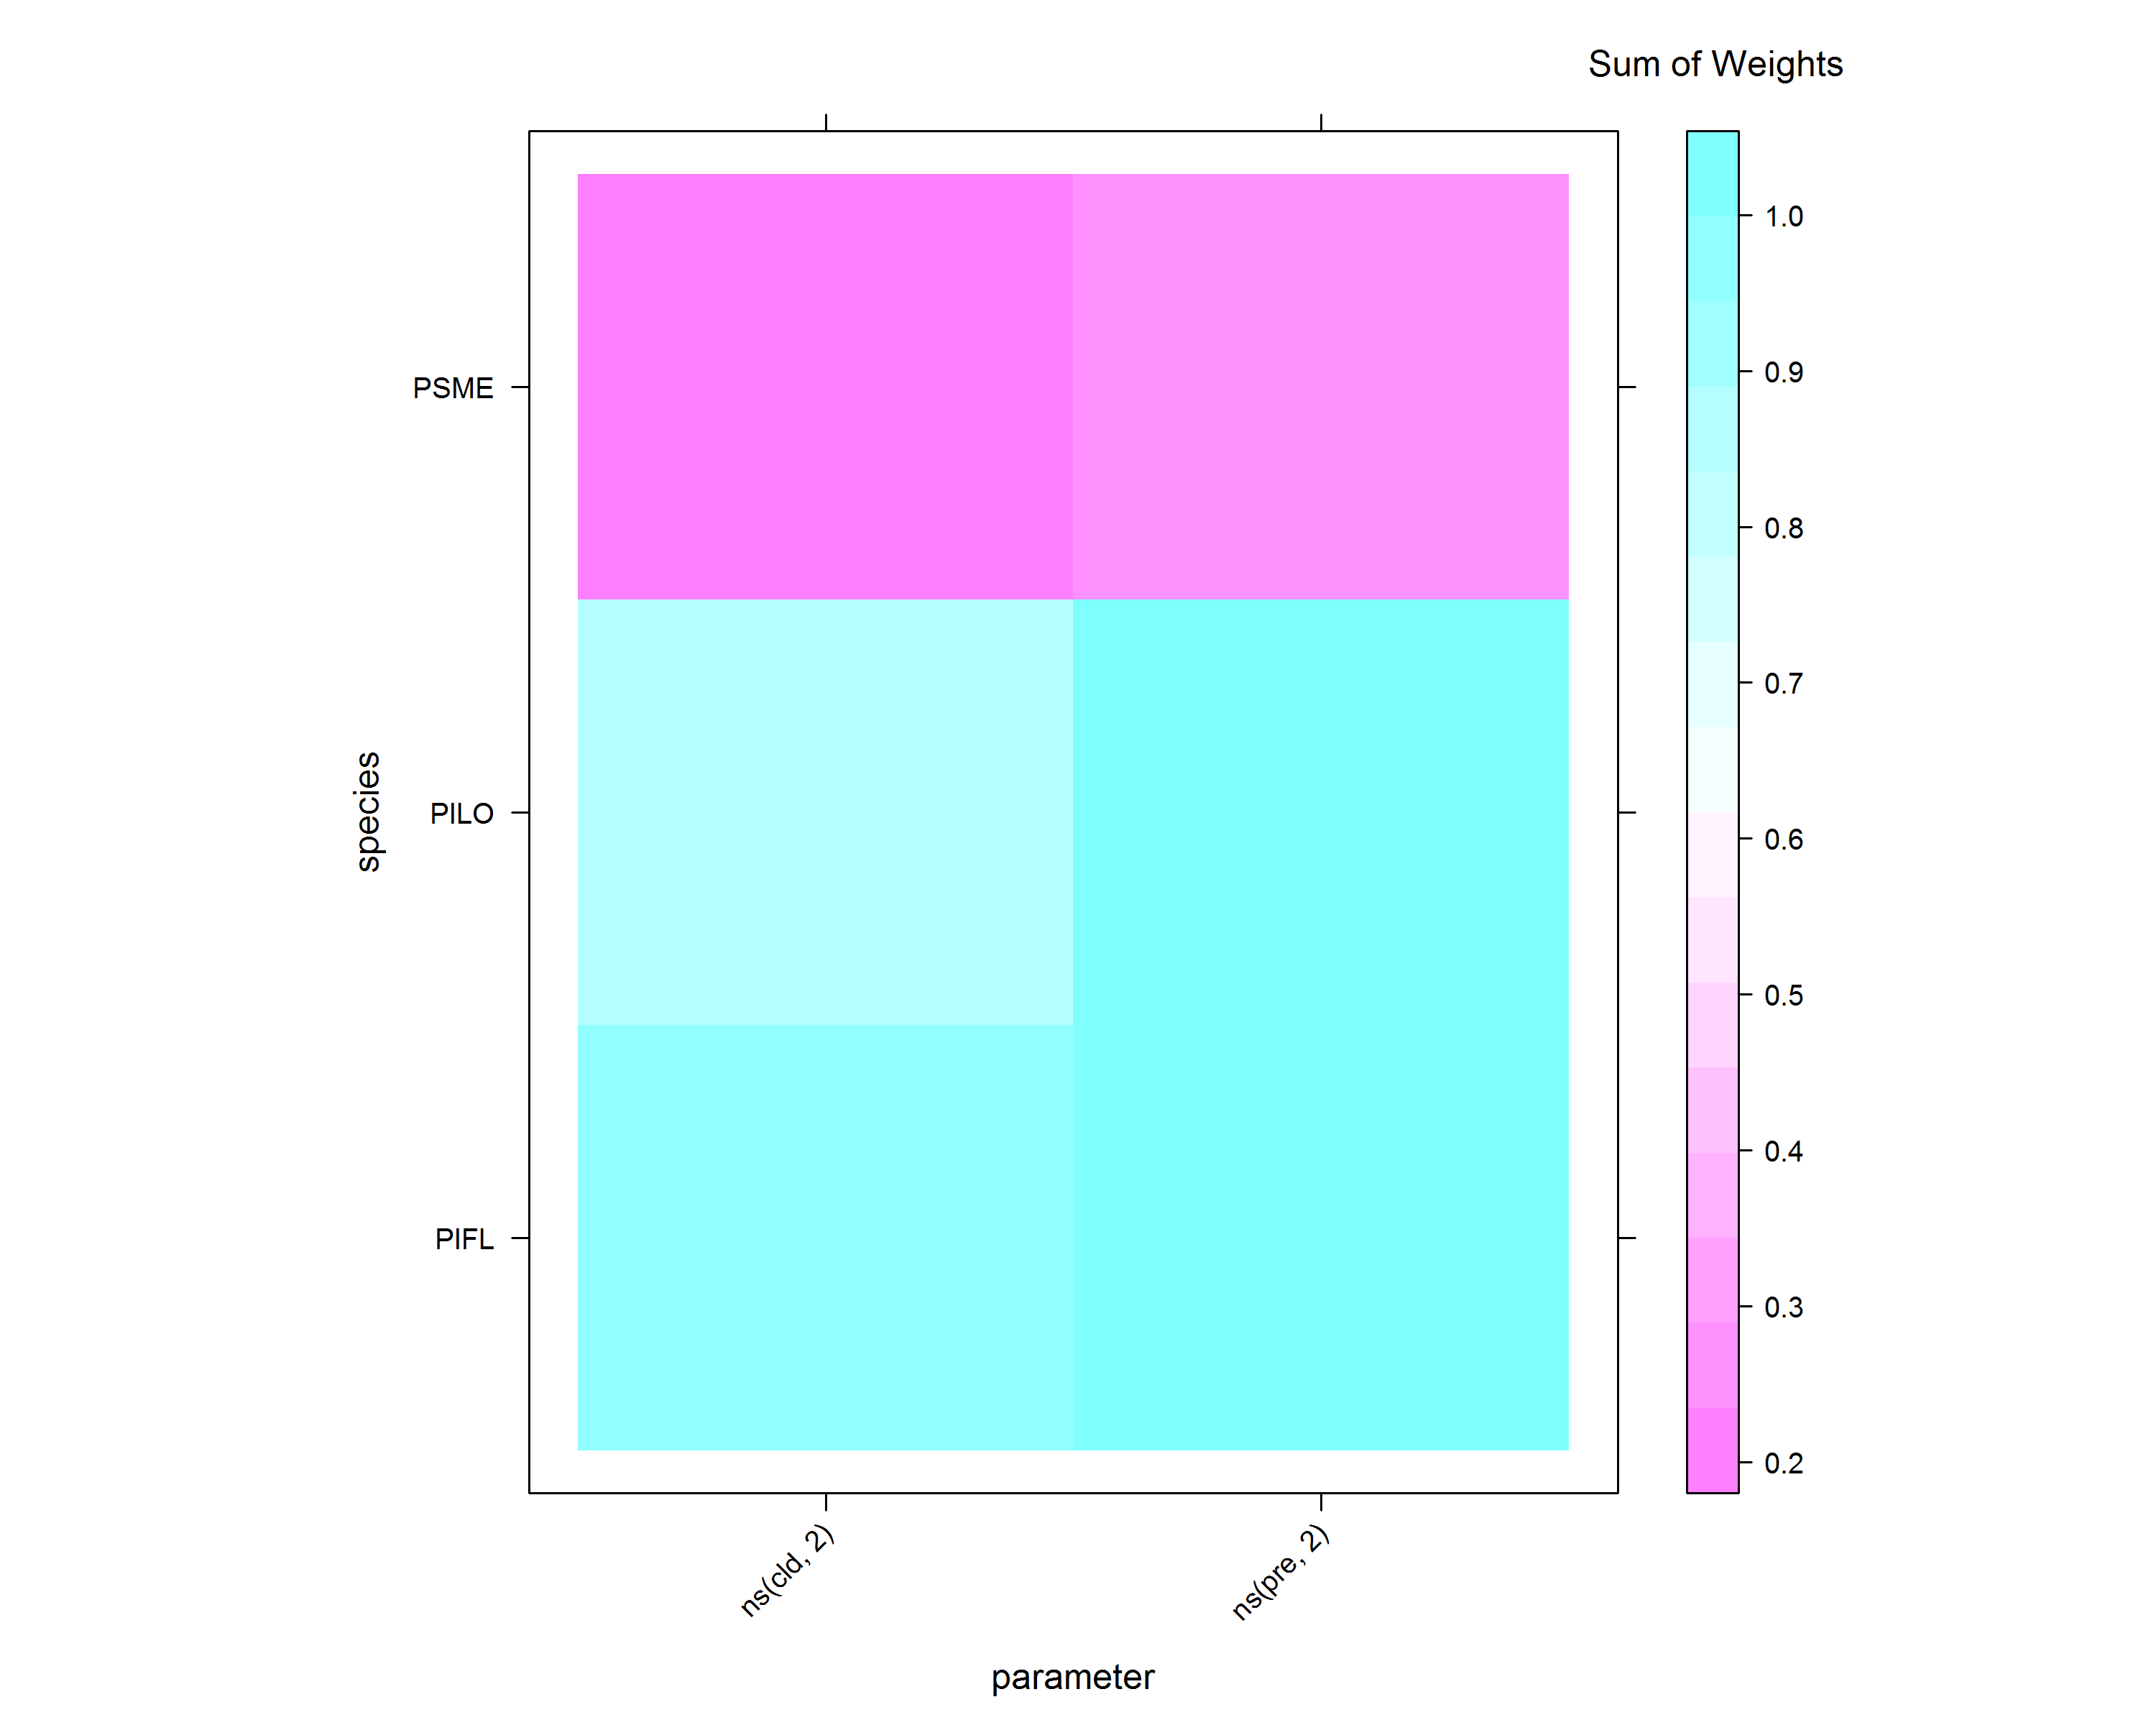 Sum of Weights
1.0
0.9
0.8
0.7
0.6
0.5
0.4
0.3
0.2
PSME
PILO
PIFL
species
ns(cld, 2)
ns(pre, 2)
parameter